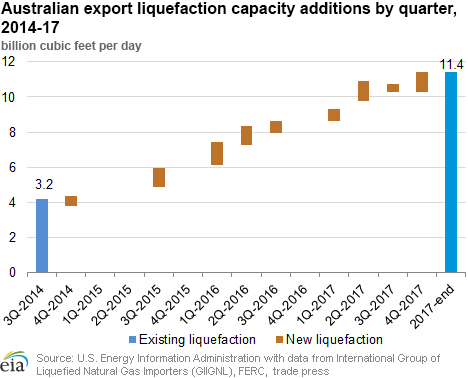 Australian export liquefaction capacity additions by quarter,
2014-17
billion cubic feet per day
12
10
8
6
4
2
0
3.2
11.4
3Q-2014
4Q-2014
1Q-2015
2Q-2015
3Q-2015
4Q-2015
1Q-2016
2Q-2016
3Q-2016
4Q-2016
1Q-2017
2Q-2017
3Q-2017
4Q-2017
2017-end
Existing liquefaction
New liquefaction
eia
Source: U.S. Energy Information Administration with data from International Group of
Liquefied Natural Gas Importers (GIIGNL), FERC, trade press